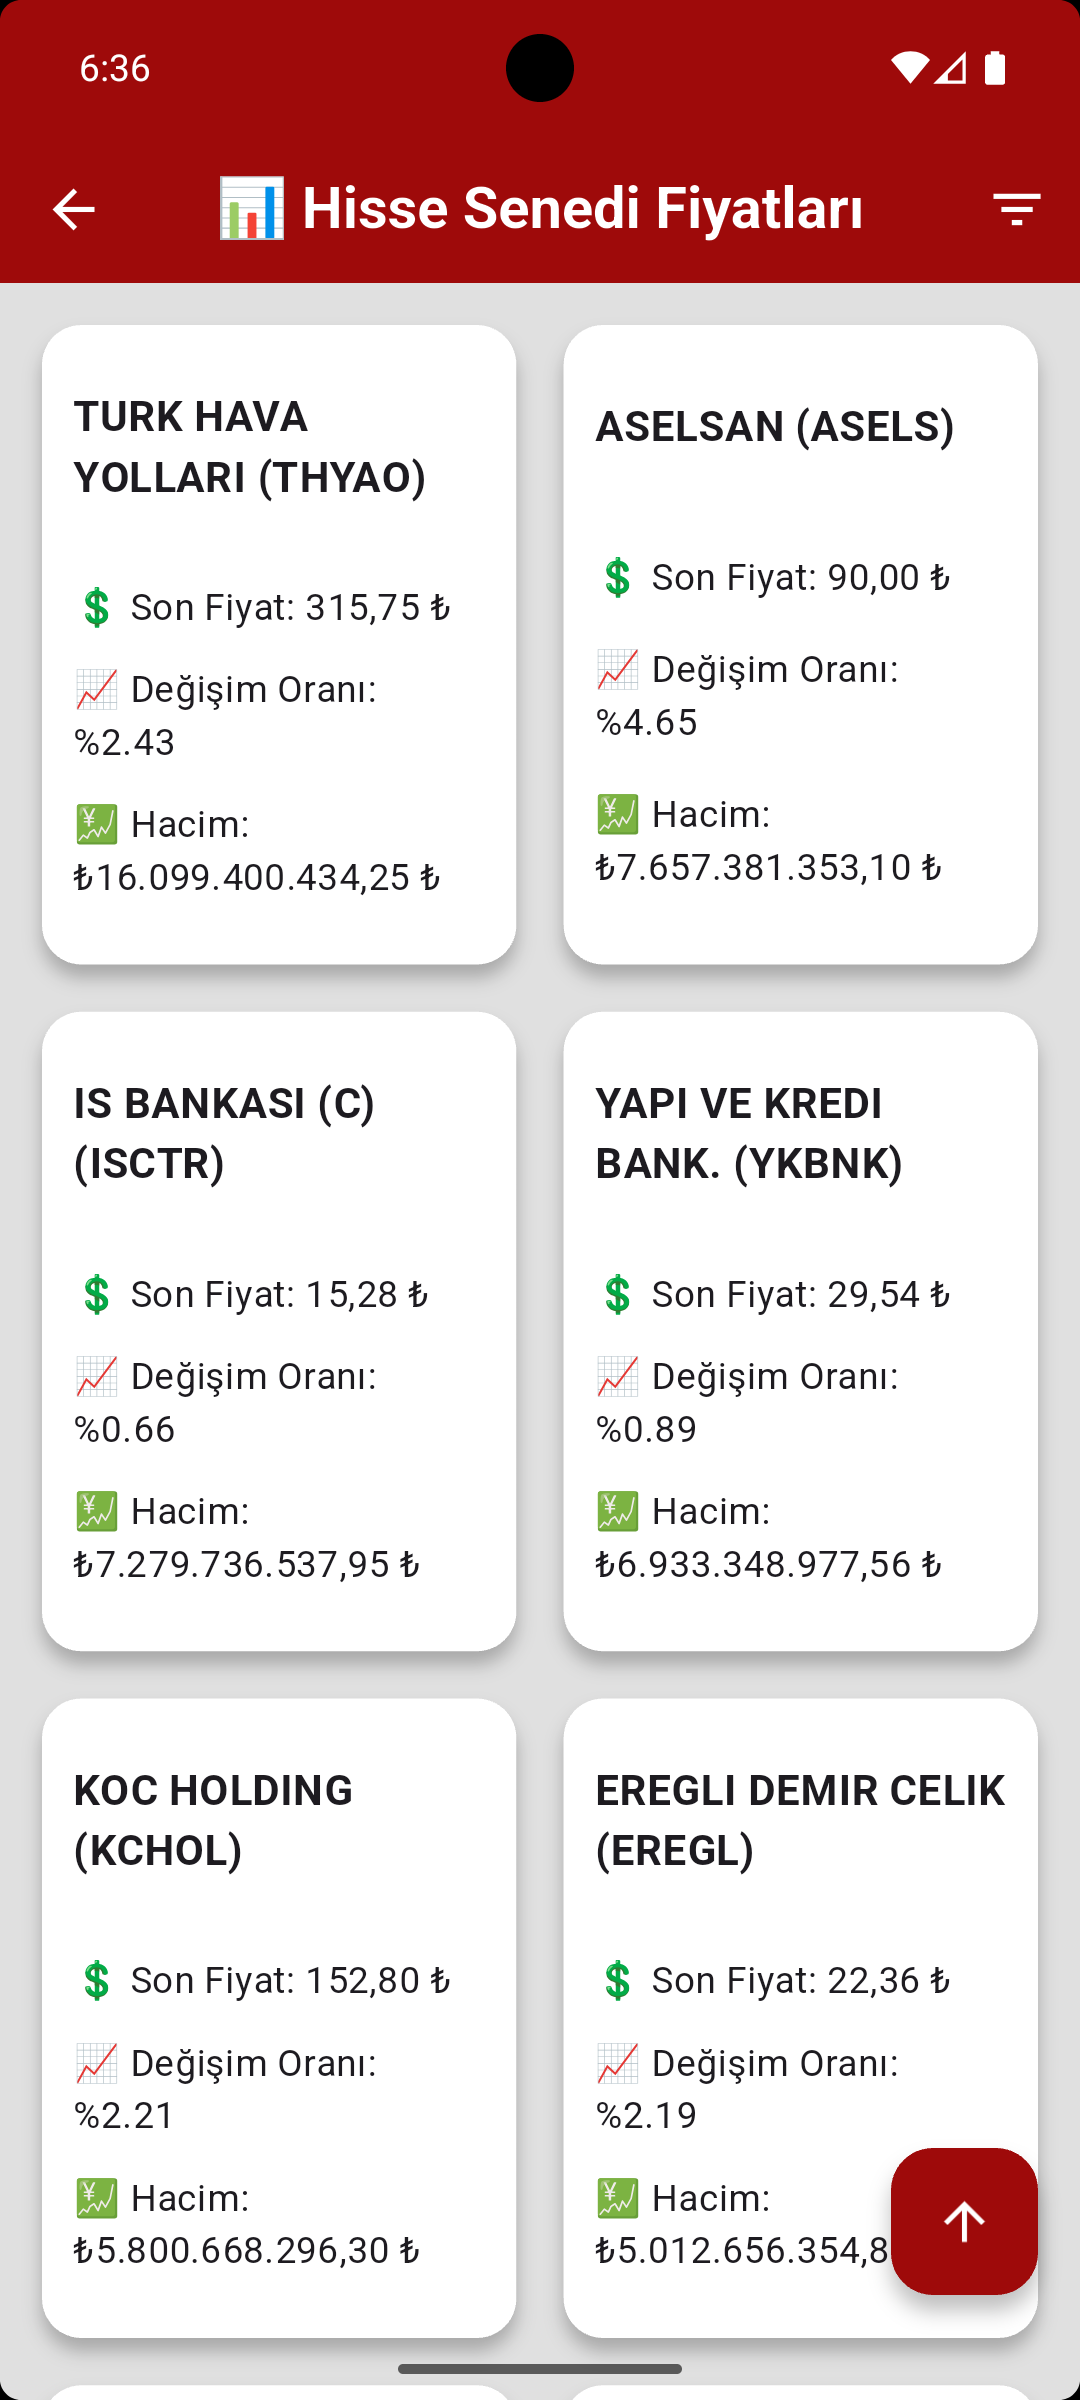 6:36
📊 Hisse Senedi Fiyatları
TURK HAVA
YOLLARI (THYAO)
💲 Son Fiyat: 315,75 ₺
📈 Değişim Oranı:
%2.43
💹 Hacim:
₺16.099.400.434,25 ₺
ASELSAN (ASELS)
💲 Son Fiyat: 90,00 ₺
📈 Değişim Oranı:
%4.65
💹 Hacim:
₺7.657.381.353,10 ₺
IS BANKASI (C)
(ISCTR)
💲 Son Fiyat: 15,28 ₺
📈 Değişim Oranı:
%0.66
💹 Hacim:
₺7.279.736.537,95 ₺
YAPI VE KREDI
BANK. (YKBNK)
💲 Son Fiyat: 29,54 ₺
📈 Değişim Oranı:
%0.89
💹 Hacim:
₺6.933.348.977,56 ₺
KOC HOLDING
(KCHOL)
💲 Son Fiyat: 152,80 ₺
📈 Değişim Oranı:
%2.21
💹 Hacim:
₺5.800.668.296,30 ₺
EREGLI DEMIR CELIK
(EREGL)
💲 Son Fiyat: 22,36 ₺
📈 Değişim Oranı:
%2.19
💹 Hacim:
₺5.012.656.354,8